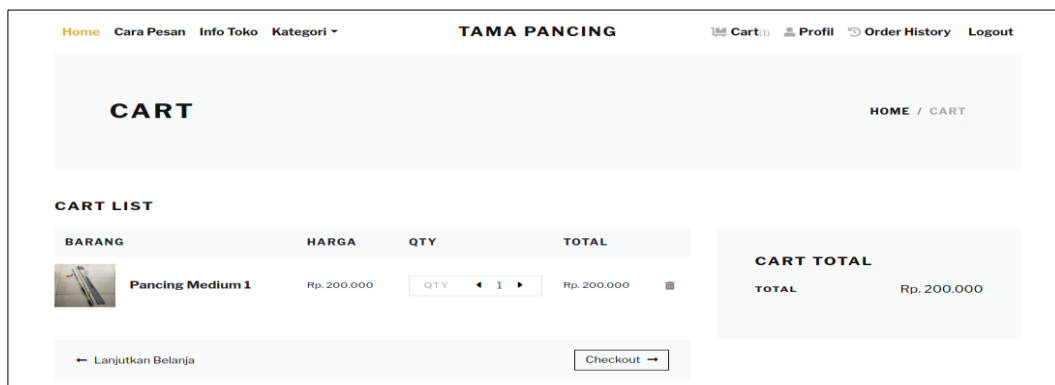 Home Cara Pesan Info Toko Kategori TAMA PANCING Cart(1) Profil Order History Logout
CART
HOME / CART
CART LIST
BARANG HARGA QTY TOTAL
Pancing Medium 1 Rp. 200.000 QTY 1 Rp. 200.000
CART TOTAL
TOTAL Rp. 200.000
← Lanjutkan Belanja Checkout →